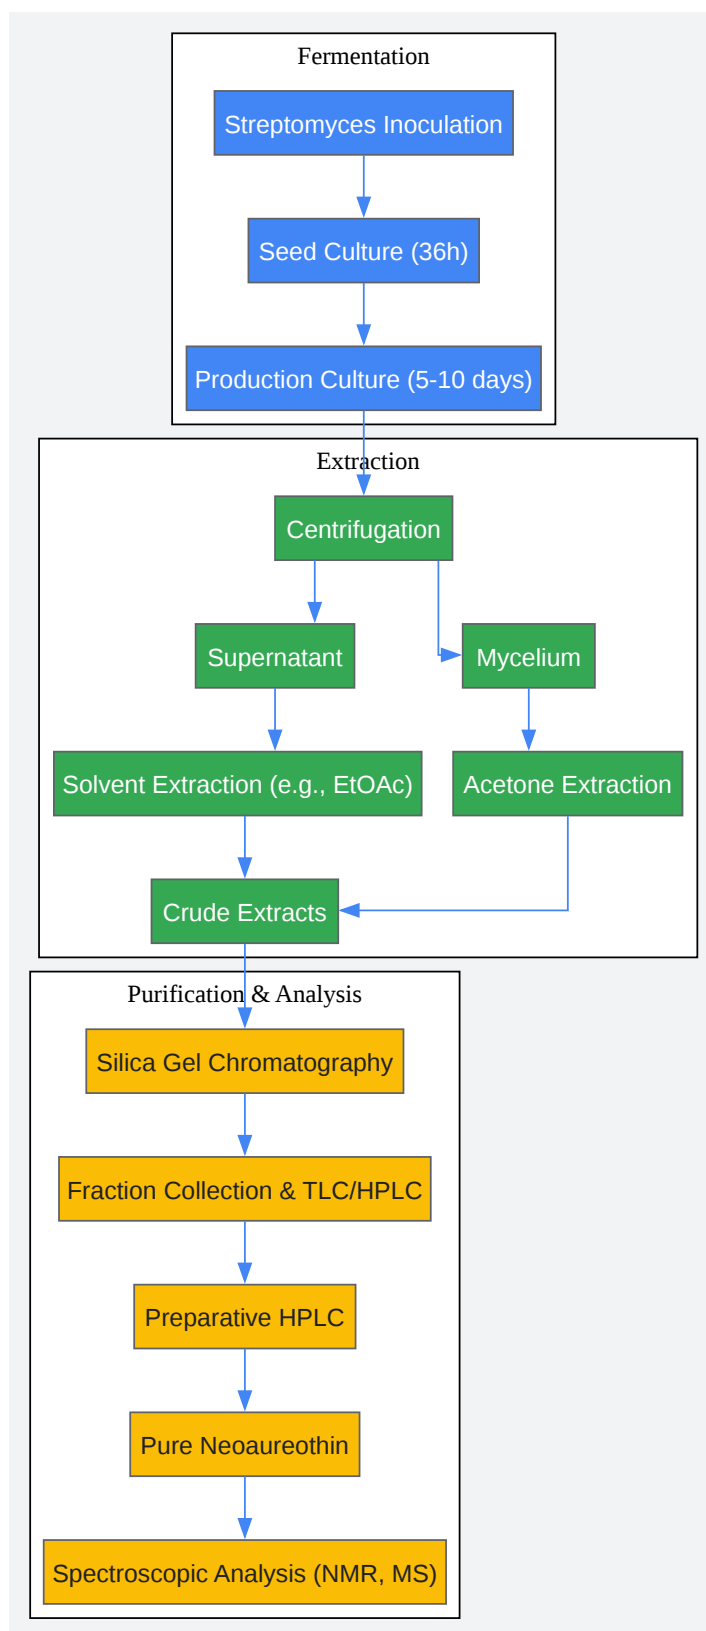 Fermentation
Streptomyces Inoculation
Seed Culture (36h)
Production Culture (5-10 days)
Extraction
Centrifugation
Supernatant
Mycelium
Solvent Extraction (e.g., EtOAc)
Acetone Extraction
Crude Extracts
Purification & Analysis
Silica Gel Chromatography
Fraction Collection & TLC/HPLC
Preparative HPLC
Pure Neoaureothin
Spectroscopic Analysis (NMR, MS)